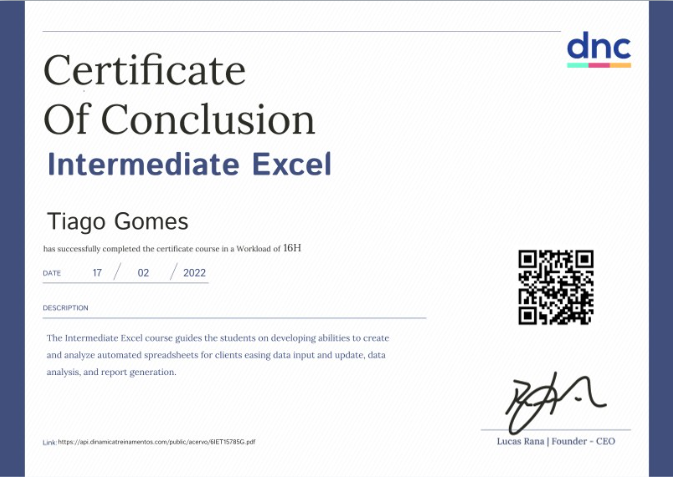 dnc
Certificate
Of Conclusion
Intermediate Excel
Tiago Gomes
has successfully completed the certificate course in a Workload of 16H
DATE 17 / 02 / 2022
DESCRIPTION
The Intermediate Excel course guides the students on developing abilities to create
and analyze automated spreadsheets for clients easing data input and update, data
analysis, and report generation.
Lucas Rana | Founder - CEO
Link: https://api.dinamicatreinamentos.com/public/acervo/6IET15785G.pdf